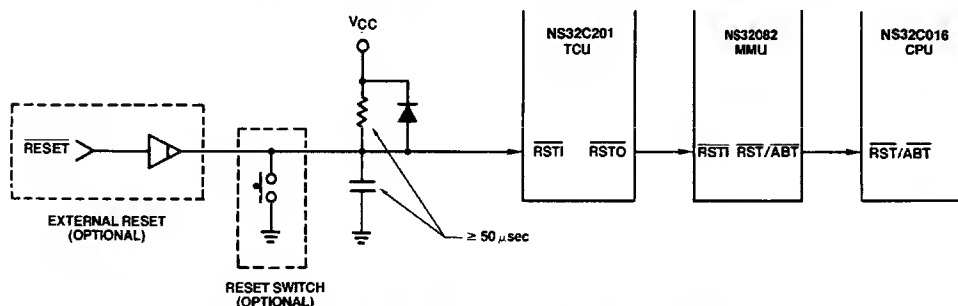 VCC
NS32C201
TCU
NS32082
MMU
NS32C016
CPU
RESET
RSTI RSTO
RSTI RST/ABT
RST/ABT
EXTERNAL RESET
(OPTIONAL)
≥ 50 μsec
RESET SWITCH
(OPTIONAL)